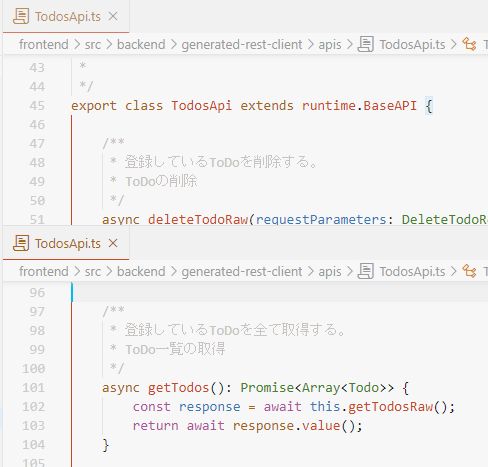 TodosApi.ts ×
frontend > src > backend > generated-rest-client > apis > TodosApi.ts >
43 *
44 */
45 export class TodosApi extends runtime.BaseAPI {
46
47 /**
48 * 登録しているToDoを削除する。
49 * ToDoの削除
50 */
51 async deleteTodoRaw(requestParameters: DeleteTodoRe
TodosApi.ts ×
frontend > src > backend > generated-rest-client > apis > TodosApi.ts >
96
97 /**
98 * 登録しているToDoを全て取得する。
99 * ToDo一覧の取得
100 */
101 async getTodos(): Promise<Array<Todo>> {
102 const response = await this.getTodosRaw();
103 return await response.value();
104 }
105